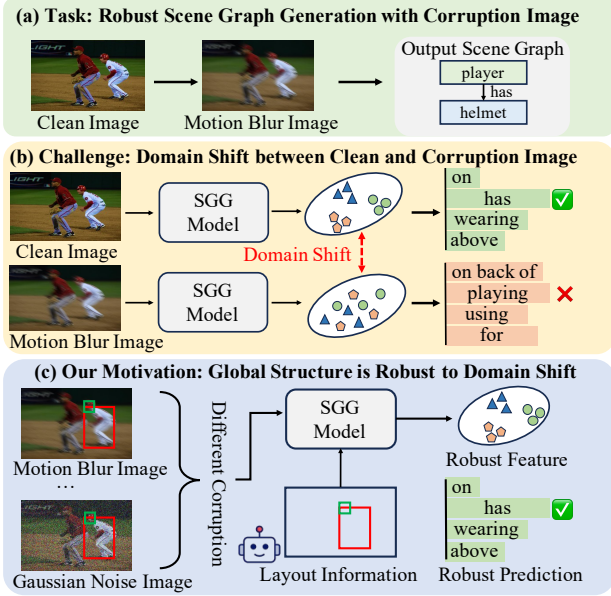 (a) Task: Robust Scene Graph Generation with Corruption Image
Clean Image
Motion Blur Image
Output Scene Graph
player
has
helmet
(b) Challenge: Domain Shift between Clean and Corruption Image
Clean Image
SGG
Model
on
has
wearing
above
Domain Shift
Motion Blur Image
SGG
Model
on back of
playing
using
for
(c) Our Motivation: Global Structure is Robust to Domain Shift
Motion Blur Image
...
Gaussian Noise Image
Different Corruption
SGG
Model
Layout Information
Robust Feature
on
has
wearing
above
Robust Prediction